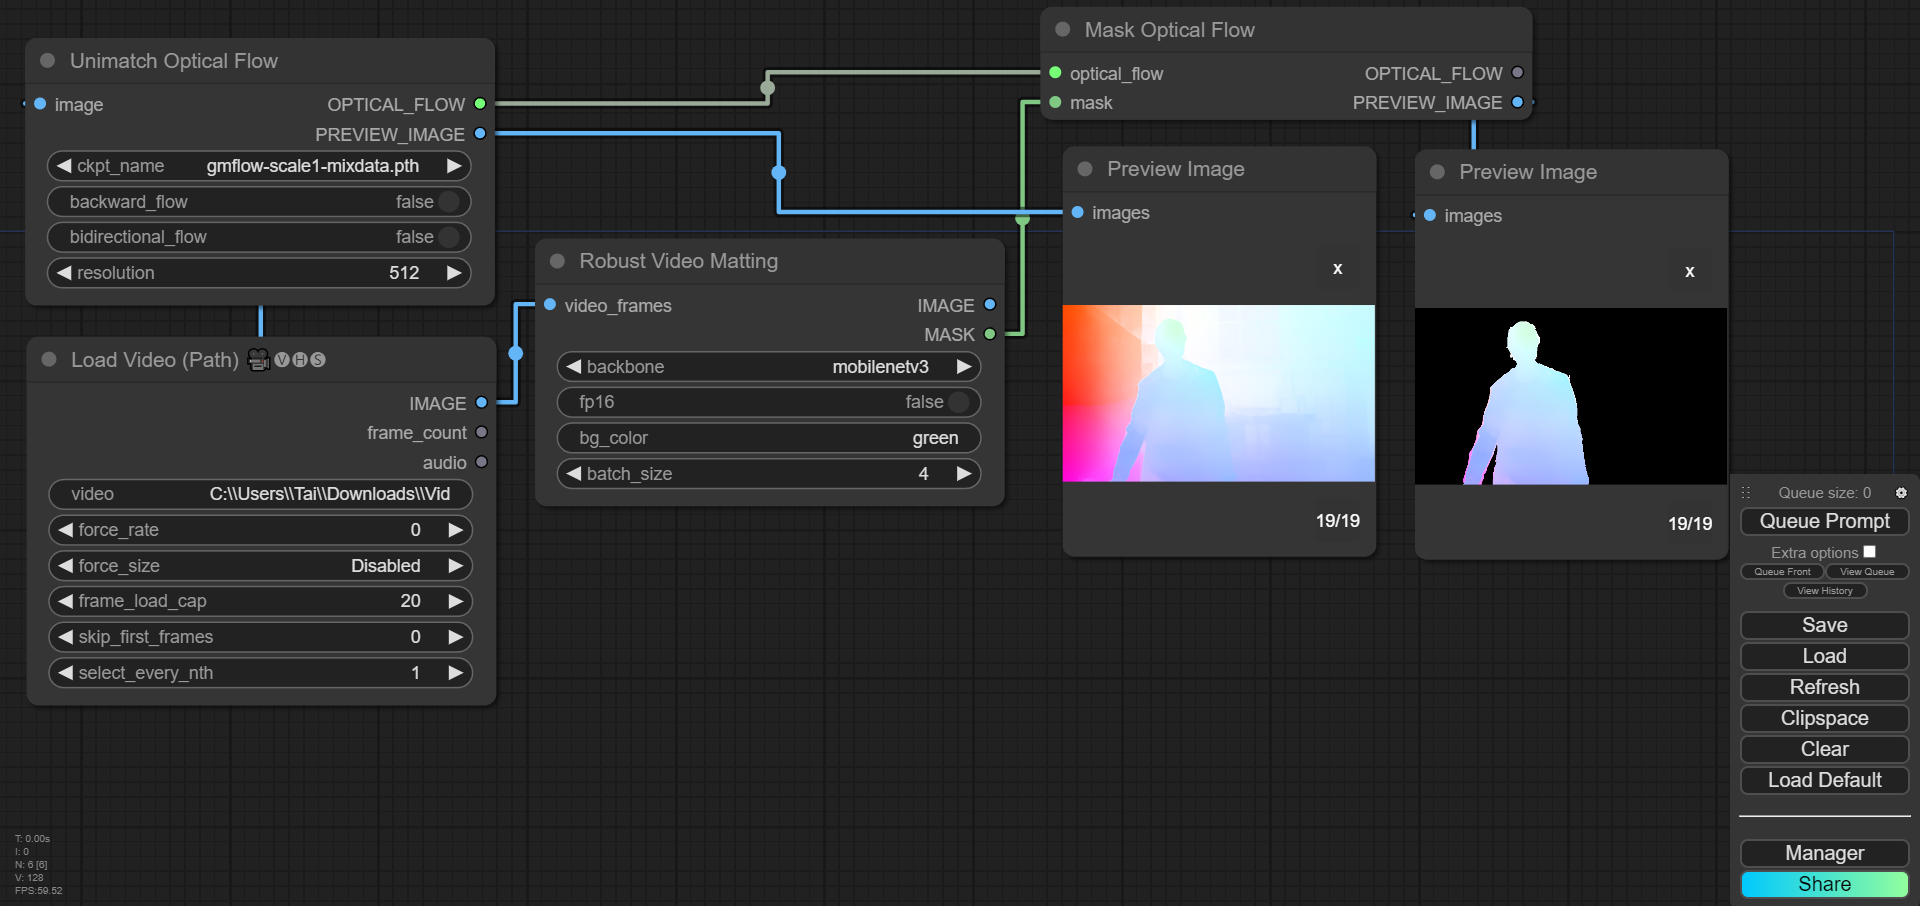 Unimatch Optical Flow
image
OPTICAL_FLOW
PREVIEW_IMAGE
ckpt_name gmflow-scale1-mixdata.pth
backward_flow false
bidirectional_flow false
resolution 512
Load Video (Path) 🎥🅥🅗🅢
IMAGE
frame_count
audio
video C:\\Users\\Tai\\Downloads\\Vid
force_rate 0
force_size Disabled
frame_load_cap 20
skip_first_frames 0
select_every_nth 1
Robust Video Matting
video_frames
IMAGE
MASK
backbone mobilenetv3
fp16 false
bg_color green
batch_size 4
Mask Optical Flow
optical_flow OPTICAL_FLOW
mask PREVIEW_IMAGE
Preview Image
images
x
19/19
Preview Image
images
x
19/19
Queue size: 0
Queue Prompt
Extra options
Queue Front View Queue
View History
Save
Load
Refresh
Clipspace
Clear
Load Default
Manager
Share
T: 0.00s
I: 0
N: 6 [6]
V: 128
FPS:59.52